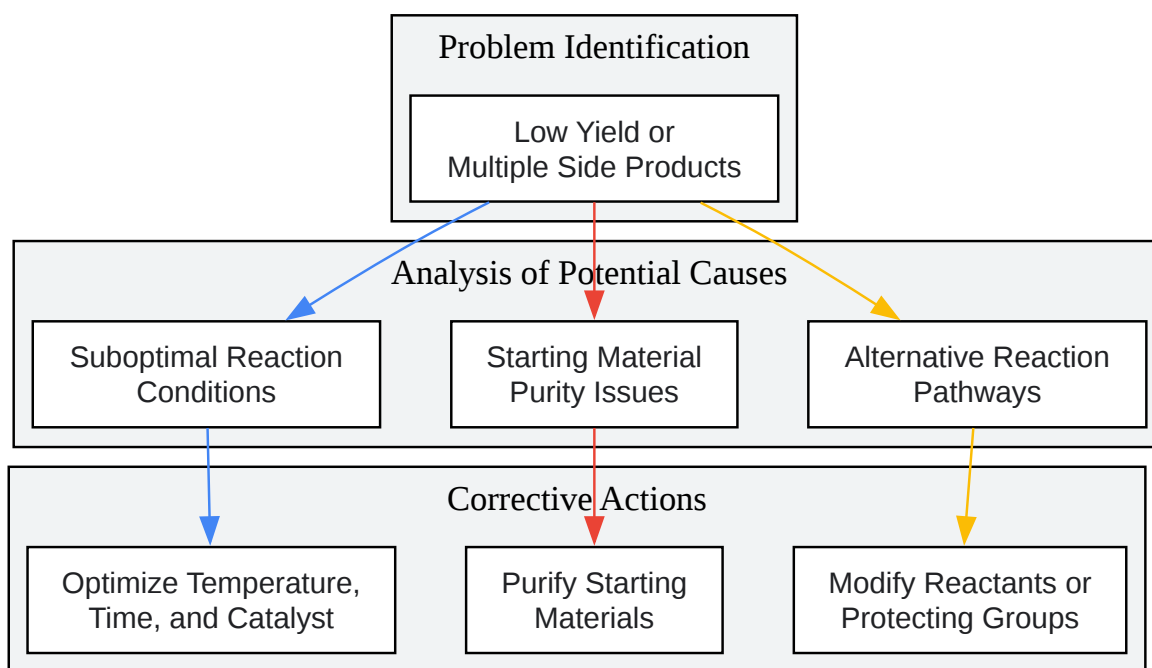 Problem Identification
Low Yield or
Multiple Side Products
Analysis of Potential Causes
Suboptimal Reaction
Conditions
Starting Material
Purity Issues
Alternative Reaction
Pathways
Corrective Actions
Optimize Temperature,
Time, and Catalyst
Purify Starting
Materials
Modify Reactants or
Protecting Groups